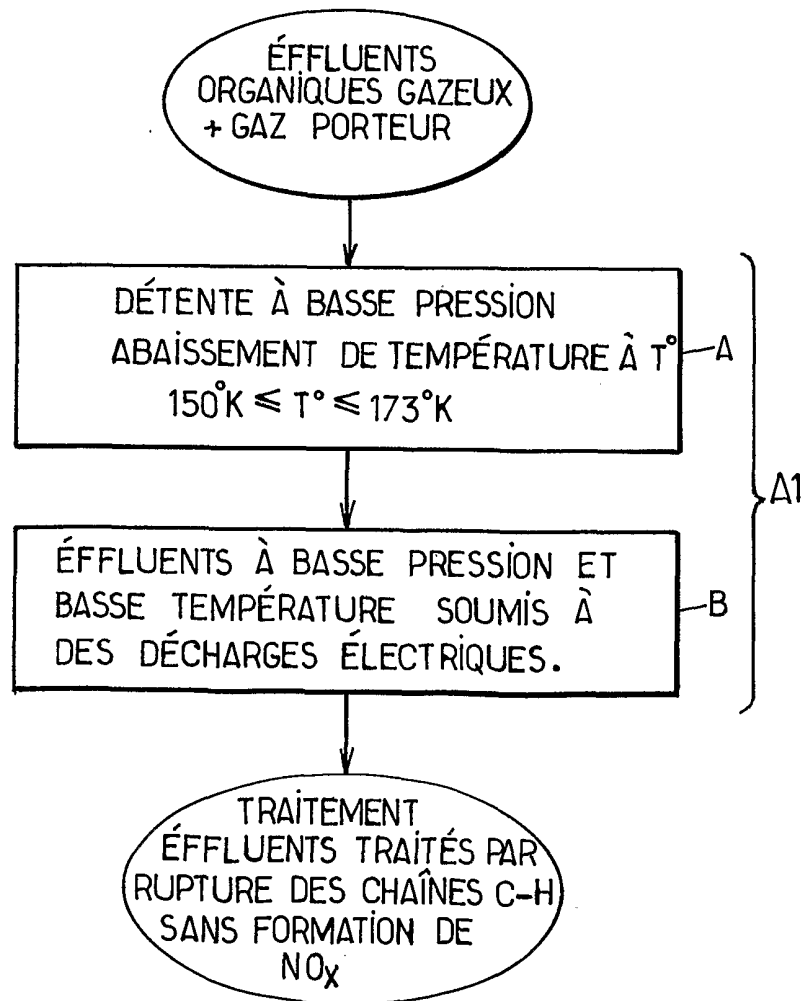 ÉFFLUENTS
ORGANIQUES GAZEUX
+ GAZ PORTEUR
DÉTENTE À BASSE PRESSION
ABAISSEMENT DE TEMPÉRATURE À T°
150°K ⩽ T° ⩽ 173°K
A
A1
ÉFFLUENTS À BASSE PRESSION ET
BASSE TEMPÉRATURE SOUMIS À
DES DÉCHARGES ÉLECTRIQUES.
B
TRAITEMENT
ÉFFLUENTS TRAITÉS PAR
RUPTURE DES CHAÎNES C-H
SANS FORMATION DE
NOX